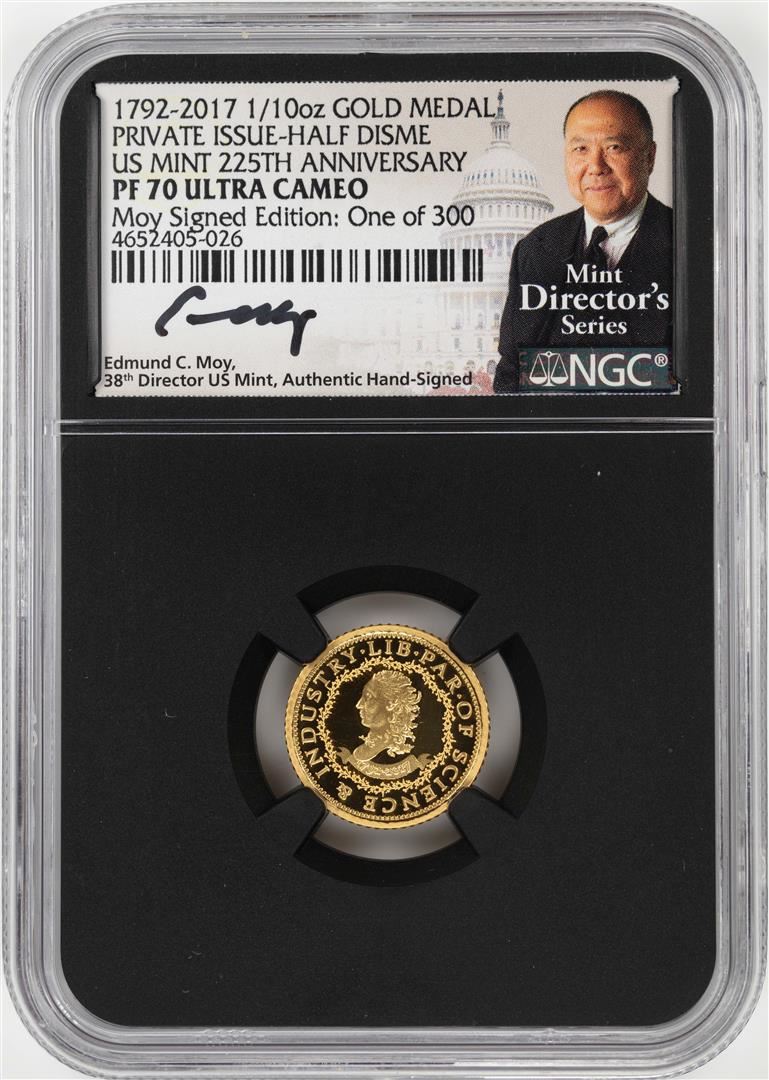 1792-2017 1/10oz GOLD MEDAL
PRIVATE ISSUE-HALF DISME
US MINT 225TH ANNIVERSARY
PF 70 ULTRA CAMEO
Moy Signed Edition: One of 300
4652405-026
Edmund C. Moy,
38th Director US Mint, Authentic Hand-Signed
Mint
Director's
Series
NGC®
LIB·PAR·OF SCIENCE & INDUSTRY·
1792-2017